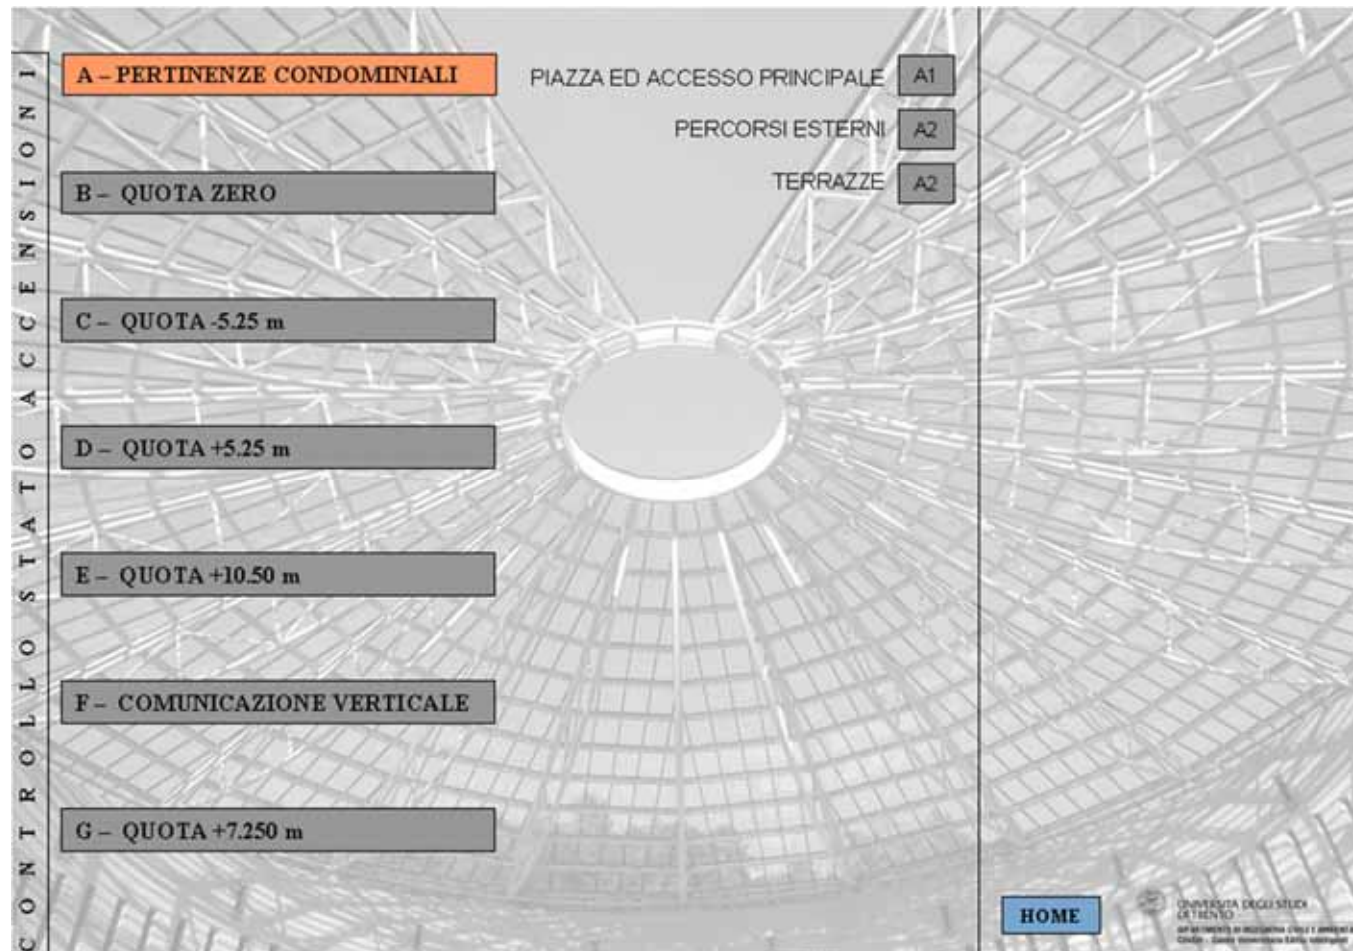 CONTROLLO STATO ACCENSIONI
A – PERTINENZE CONDOMINIALI
B – QUOTA ZERO
C – QUOTA -5.25 m
D – QUOTA +5.25 m
E – QUOTA +10.50 m
F – COMUNICAZIONE VERTICALE
G – QUOTA +7.250 m
PIAZZA ED ACCESSO PRINCIPALE A1
PERCORSI ESTERNI A2
TERRAZZE A2
HOME
UNIVERSITÀ DEGLI STUDI
DI TRENTO